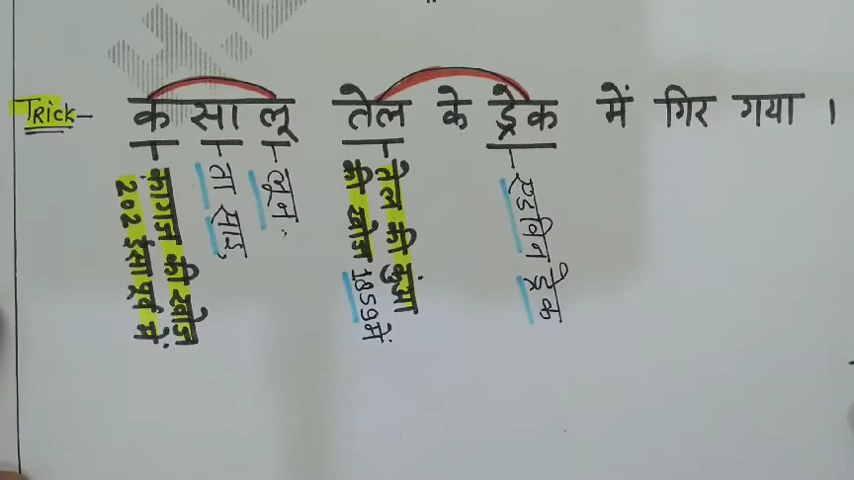 Trick- क सा लू तेल के ड्रेक में गिर गया ।
कागज की खोज
202 ईसा पूर्व में
त्साइ
लून
तेल की कुंआ
की खोज 1859 में
एडविन ड्रेक